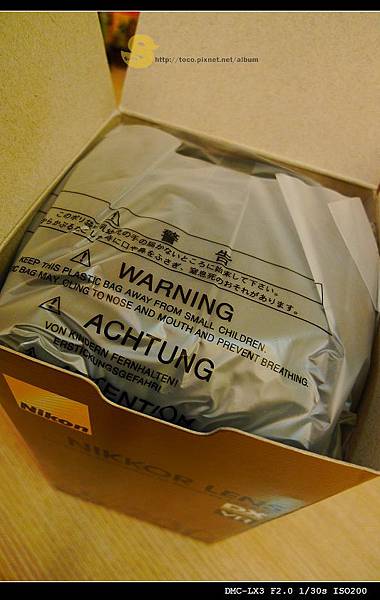 http://toco.pixnet.net/album
警告
WARNING
KEEP THIS PLASTIC BAG AWAY FROM SMALL CHILDREN.
BAG MAY CLING TO NOSE AND MOUTH AND PREVENT BREATHING.
ACHTUNG
VON KINDERN FERNHALTEN!
ERSTICKUNGSGEFAHR!
Nikon
NIKKOR LENS
DX
VR
DMC-LX3 F2.0 1/30s ISO200